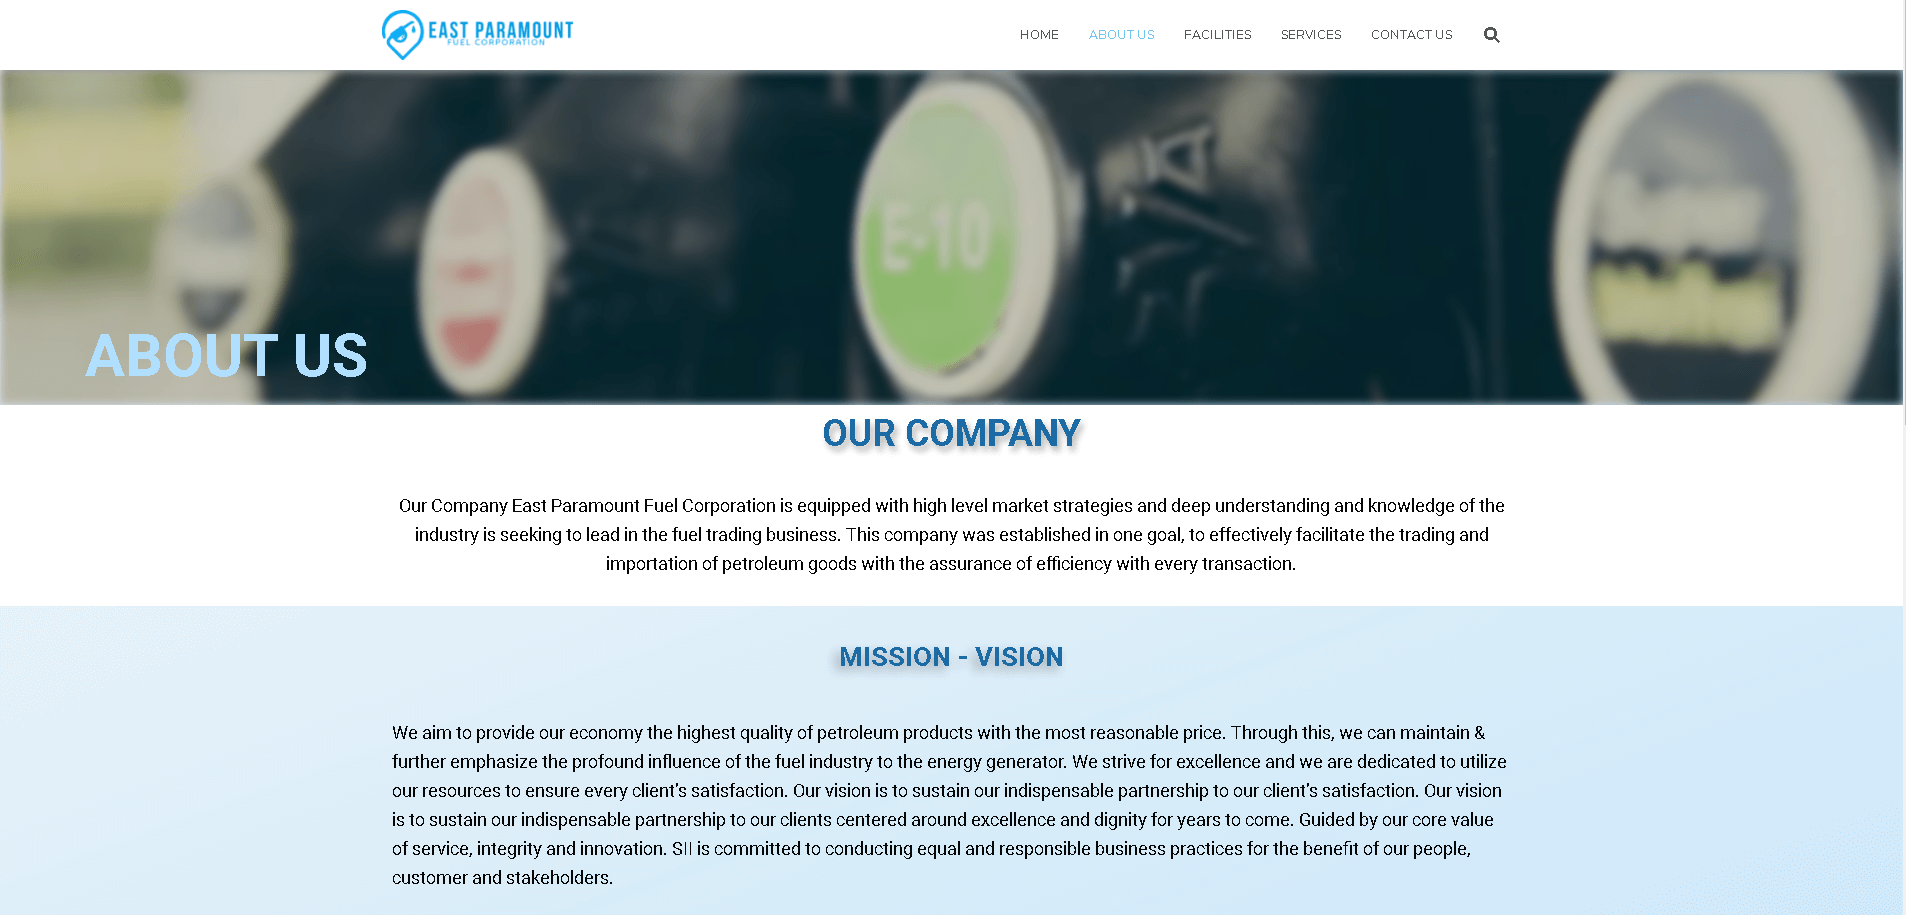 EAST PARAMOUNT
FUEL CORPORATION
HOME
ABOUT US
FACILITIES
SERVICES
CONTACT US
E-10
ABOUT US
OUR COMPANY
Our Company East Paramount Fuel Corporation is equipped with high level market strategies and deep understanding and knowledge of the
industry is seeking to lead in the fuel trading business. This company was established in one goal, to effectively facilitate the trading and
importation of petroleum goods with the assurance of efficiency with every transaction.
MISSION - VISION
We aim to provide our economy the highest quality of petroleum products with the most reasonable price. Through this, we can maintain &
further emphasize the profound influence of the fuel industry to the energy generator. We strive for excellence and we are dedicated to utilize
our resources to ensure every client's satisfaction. Our vision is to sustain our indispensable partnership to our client's satisfaction. Our vision
is to sustain our indispensable partnership to our clients centered around excellence and dignity for years to come. Guided by our core value
of service, integrity and innovation. SII is committed to conducting equal and responsible business practices for the benefit of our people,
customer and stakeholders.